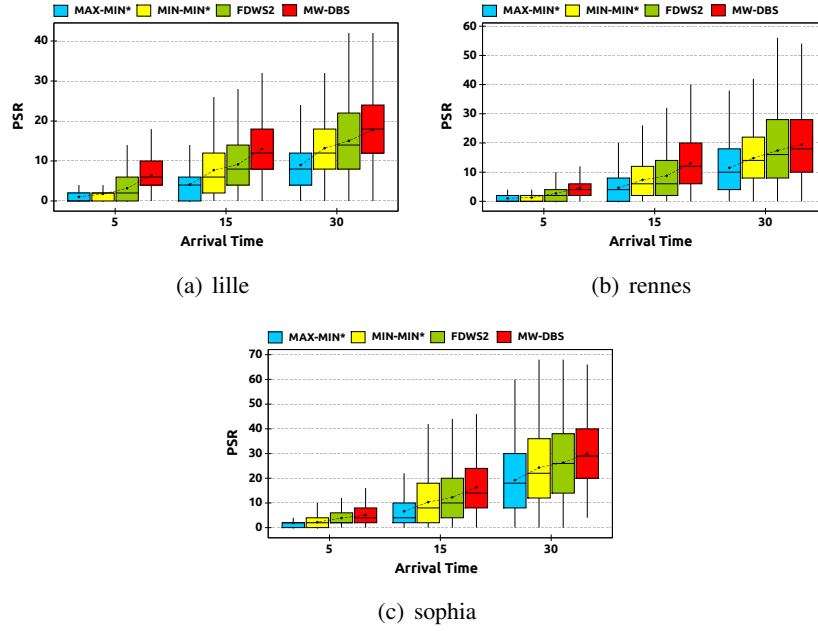 MAX-MIN* MIN-MIN* FDWS2 MW-DBS
40
30
20
10
0
PSR
5 15 30
Arrival Time
(a) lille
MAX-MIN* MIN-MIN* FDWS2 MW-DBS
60
50
40
30
20
10
0
PSR
5 15 30
Arrival Time
(b) rennes
MAX-MIN* MIN-MIN* FDWS2 MW-DBS
70
60
50
40
30
20
10
0
PSR
5 15 30
Arrival Time
(c) sophia